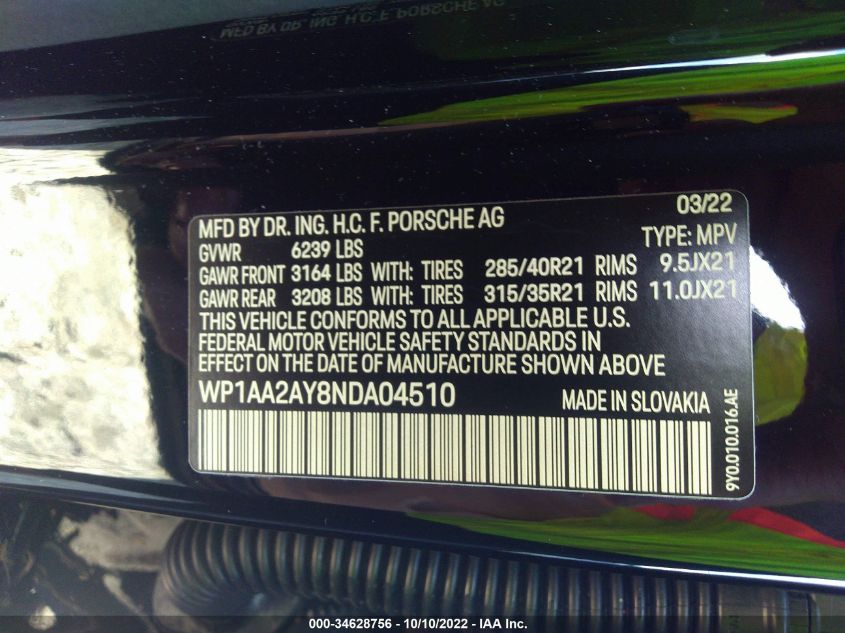 MFD BY DR. ING. H.C. F. PORSCHE AG 03/22
GVWR 6239 LBS TYPE: MPV
GAWR FRONT 3164 LBS WITH: TIRES 285/40R21 RIMS 9.5JX21
GAWR REAR 3208 LBS WITH: TIRES 315/35R21 RIMS 11.0JX21
THIS VEHICLE CONFORMS TO ALL APPLICABLE U.S.
FEDERAL MOTOR VEHICLE SAFETY STANDARDS IN
EFFECT ON THE DATE OF MANUFACTURE SHOWN ABOVE
WP1AA2AY8NDA04510 MADE IN SLOVAKIA
9Y0.010.016.AE
000-34628756 - 10/10/2022 - IAA Inc.